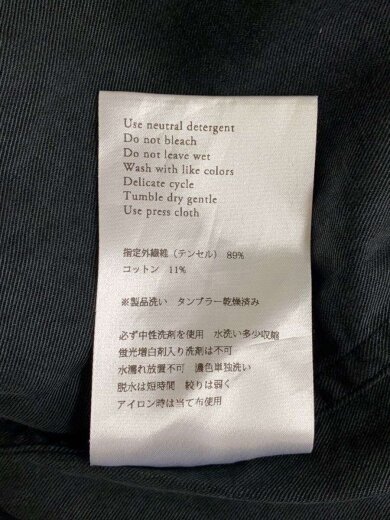 Use neutral detergent
Do not bleach
Do not leave wet
Wash with like colors
Delicate cycle
Tumble dry gentle
Use press cloth
指定外繊維（テンセル） 89%
コットン 11%
※製品洗い タンブラー乾燥済み
必ず中性洗剤を使用 水洗い多少収縮
蛍光増白剤入り洗剤は不可
水濡れ放置不可 濃色単独洗い
脱水は短時間 絞りは弱く
アイロン時は当て布使用